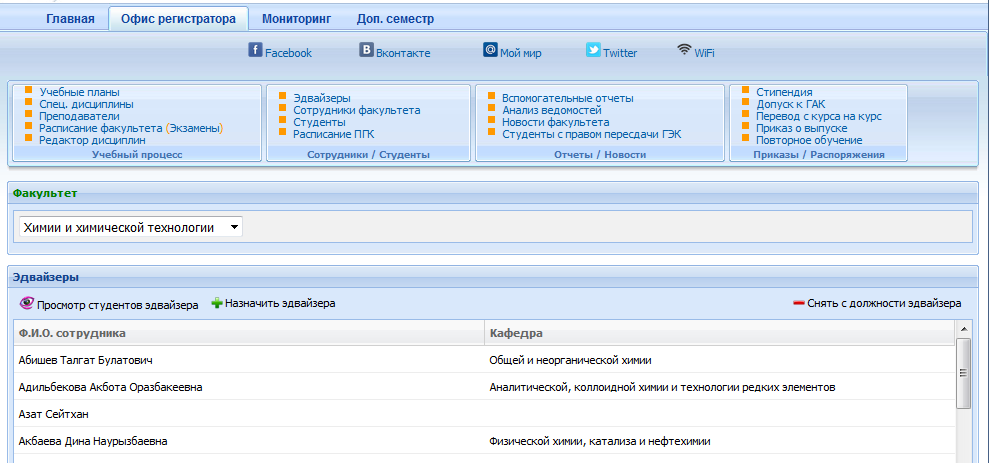 Главная Офис регистратора Мониторинг Доп. семестр
Facebook Вконтакте Мой мир Twitter WiFi
Учебные планы
Спец. дисциплины
Преподаватели
Расписание факультета (Экзамены)
Редактор дисциплин
Учебный процесс
Эдвайзеры
Сотрудники факультета
Студенты
Расписание ПГК
Сотрудники / Студенты
Вспомогательные отчеты
Анализ ведомостей
Новости факультета
Студенты с правом пересдачи ГЭК
Отчеты / Новости
Стипендия
Допуск к ГАК
Перевод с курса на курс
Приказ о выпуске
Повторное обучение
Приказы / Распоряжения
Факультет
Химии и химической технологии
Эдвайзеры
Просмотр студентов эдвайзера Назначить эдвайзера Снять с должности эдвайзера
Ф.И.О. сотрудника Кафедра
Абишев Талгат Булатович Общей и неорганической химии
Адильбекова Акбота Оразбакеевна Аналитической, коллоидной химии и технологии редких элементов
Азат Сейтхан
Акбаева Дина Наурызбаевна Физической химии, катализа и нефтехимии